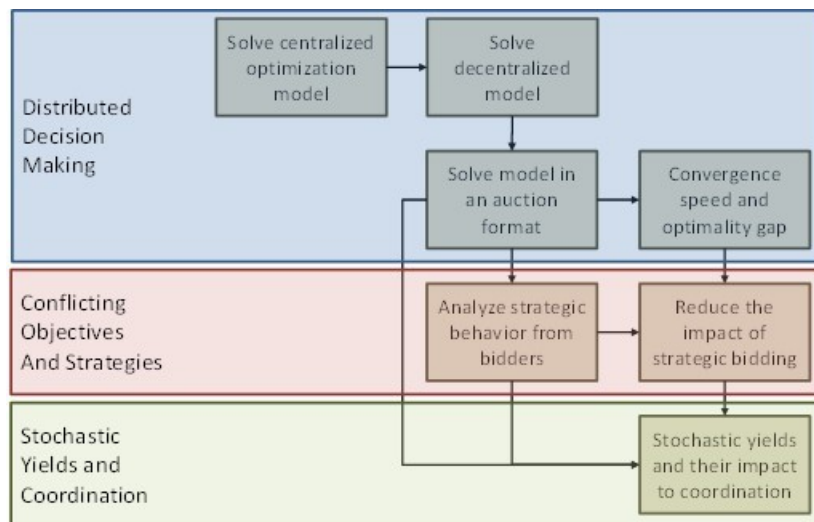 Solve centralized
optimization
model
Solve
decentralized
model
Distributed
Decision
Making
Solve model in
an auction
format
Convergence
speed and
optimality gap
Conflicting
Objectives
And Strategies
Analyze strategic
behavior from
bidders
Reduce the
impact of
strategic bidding
Stochastic
Yields and
Coordination
Stochastic yields
and their impact
to coordination